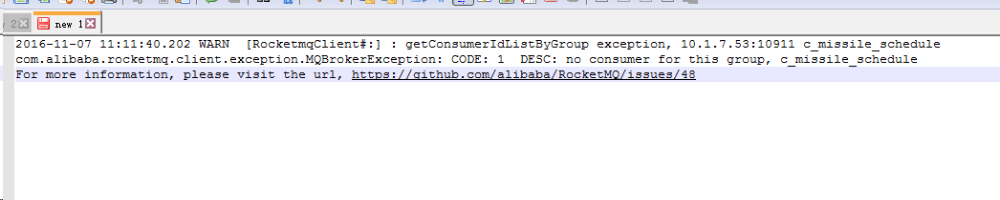 2
new 1
2016-11-07 11:11:40.202 WARN  [RocketmqClient#:] : getConsumerIdListByGroup exception, 10.1.7.53:10911 c_missile_schedule
com.alibaba.rocketmq.client.exception.MQBrokerException: CODE: 1  DESC: no consumer for this group, c_missile_schedule
For more information, please visit the url, https://github.com/alibaba/RocketMQ/issues/48